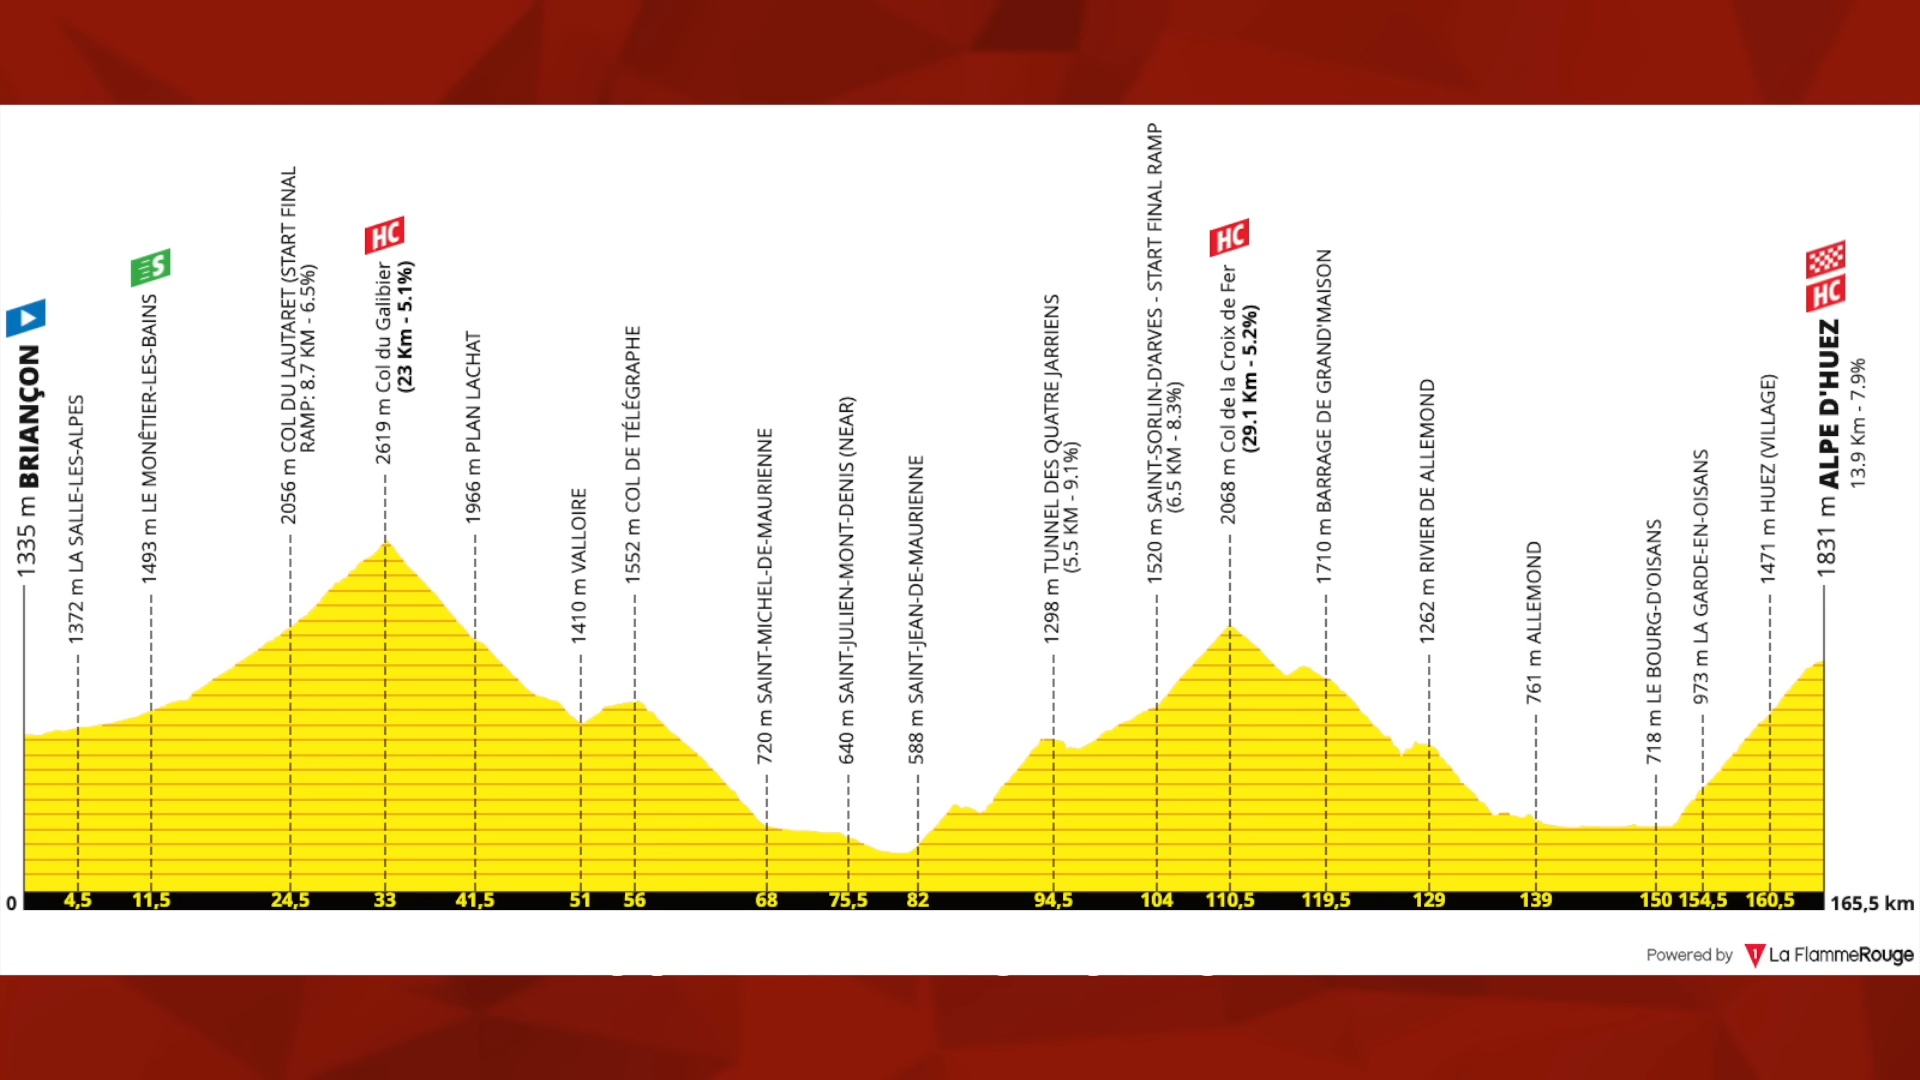 1335 m BRIANÇON
1372 m LA SALLE-LES-ALPES
S
1493 m LE MONÊTIER-LES-BAINS
2056 m COL DU LAUTARET (START FINAL
RAMP: 8.7 KM - 6.5%)
HC
2619 m Col du Galibier
(23 Km - 5.1%)
1966 m PLAN LACHAT
1410 m VALLOIRE
1552 m COL DE TÉLÉGRAPHE
720 m SAINT-MICHEL-DE-MAURIENNE
640 m SAINT-JULIEN-MONT-DENIS (NEAR)
588 m SAINT-JEAN-DE-MAURIENNE
1298 m TUNNEL DES QUATRE JARRIENS
(5.5 KM - 9.1%)
1520 m SAINT-SORLIN-D'ARVES - START FINAL RAMP
(6.5 KM - 8.3%)
HC
2068 m Col de la Croix de Fer
(29.1 Km - 5.2%)
1710 m BARRAGE DE GRAND'MAISON
1262 m RIVIER DE ALLEMOND
761 m ALLEMOND
718 m LE BOURG-D'OISANS
973 m LA GARDE-EN-OISANS
1471 m HUEZ (VILLAGE)
HC
1831 m ALPE D'HUEZ
13.9 Km - 7.9%
0 4,5 11,5 24,5 33 41,5 51 56 68 75,5 82 94,5 104 110,5 119,5 129 139 150 154,5 160,5 165,5 km
Powered by 1 La FlammeRouge